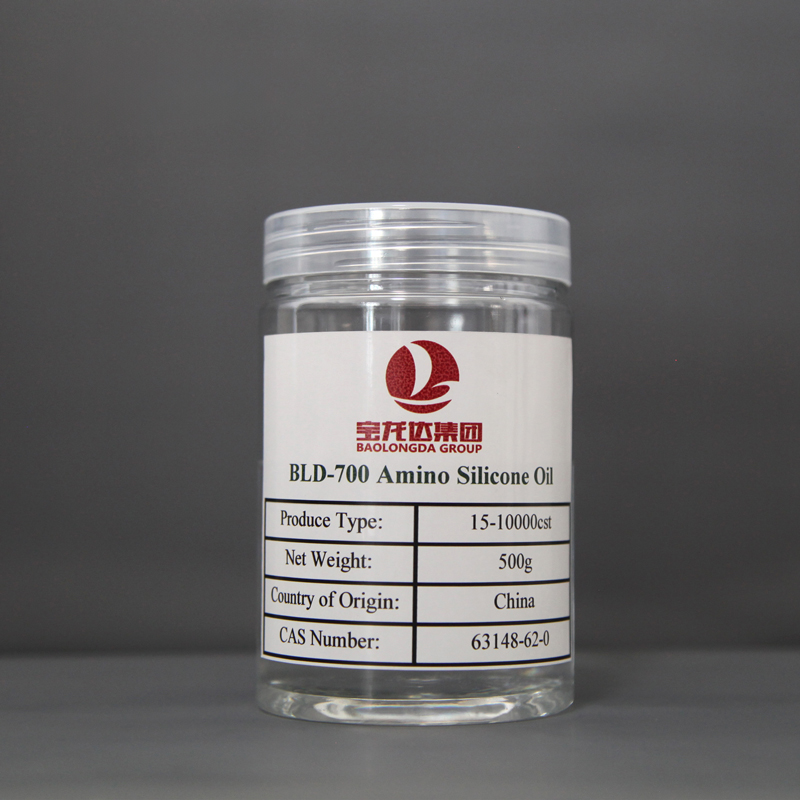 宝龙达集团
BAOLONGDA GROUP
BLD-700 Amino Silicone Oil
Produce Type: 15-10000cst
Net Weight: 500g
Country of Origin: China
CAS Number: 63148-62-0